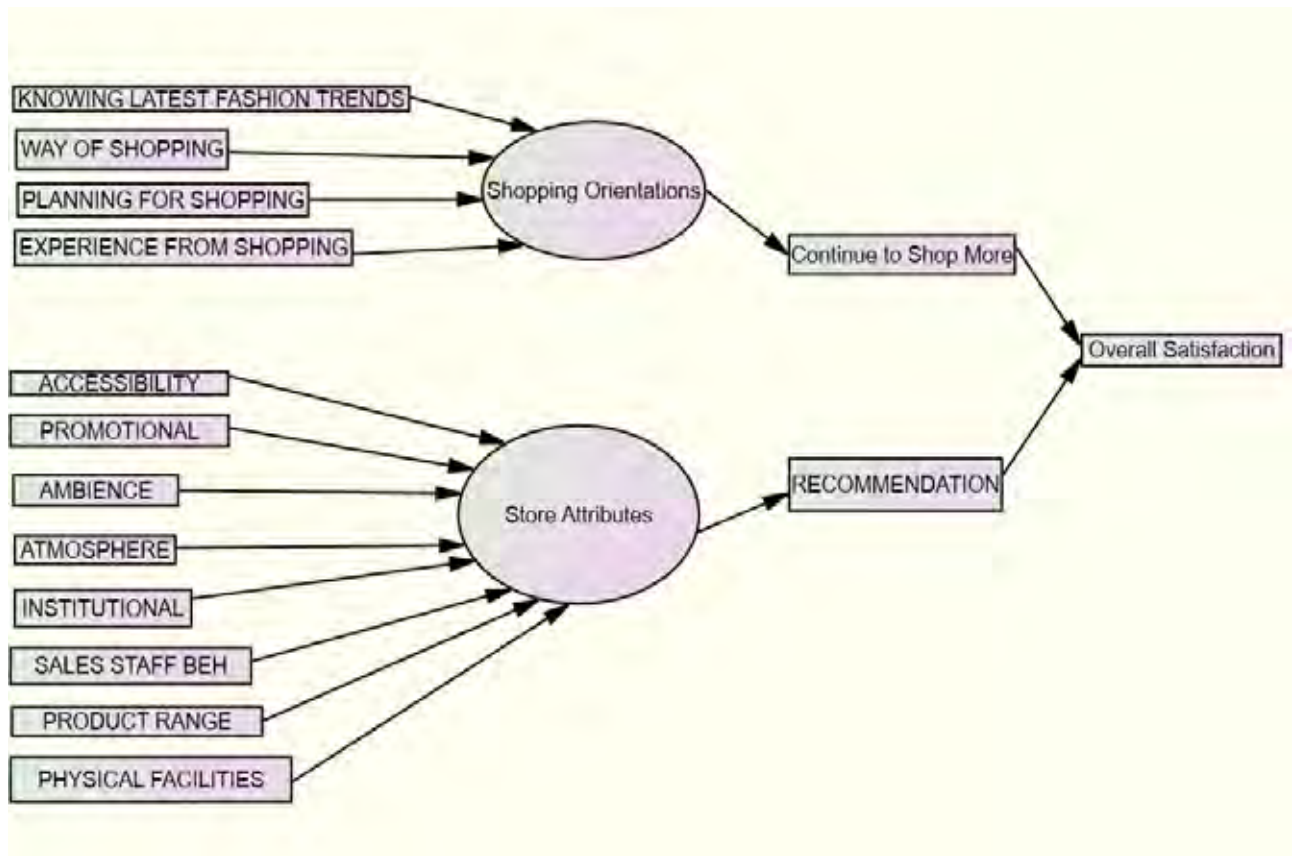 KNOWING LATEST FASHION TRENDS
WAY OF SHOPPING
PLANNING FOR SHOPPING
EXPERIENCE FROM SHOPPING
Shopping Orientations
Continue to Shop More
Overall Satisfaction
ACCESSIBILITY
PROMOTIONAL
AMBIENCE
ATMOSPHERE
INSTITUTIONAL
SALES STAFF BEH
PRODUCT RANGE
PHYSICAL FACILITIES
Store Attributes
RECOMMENDATION